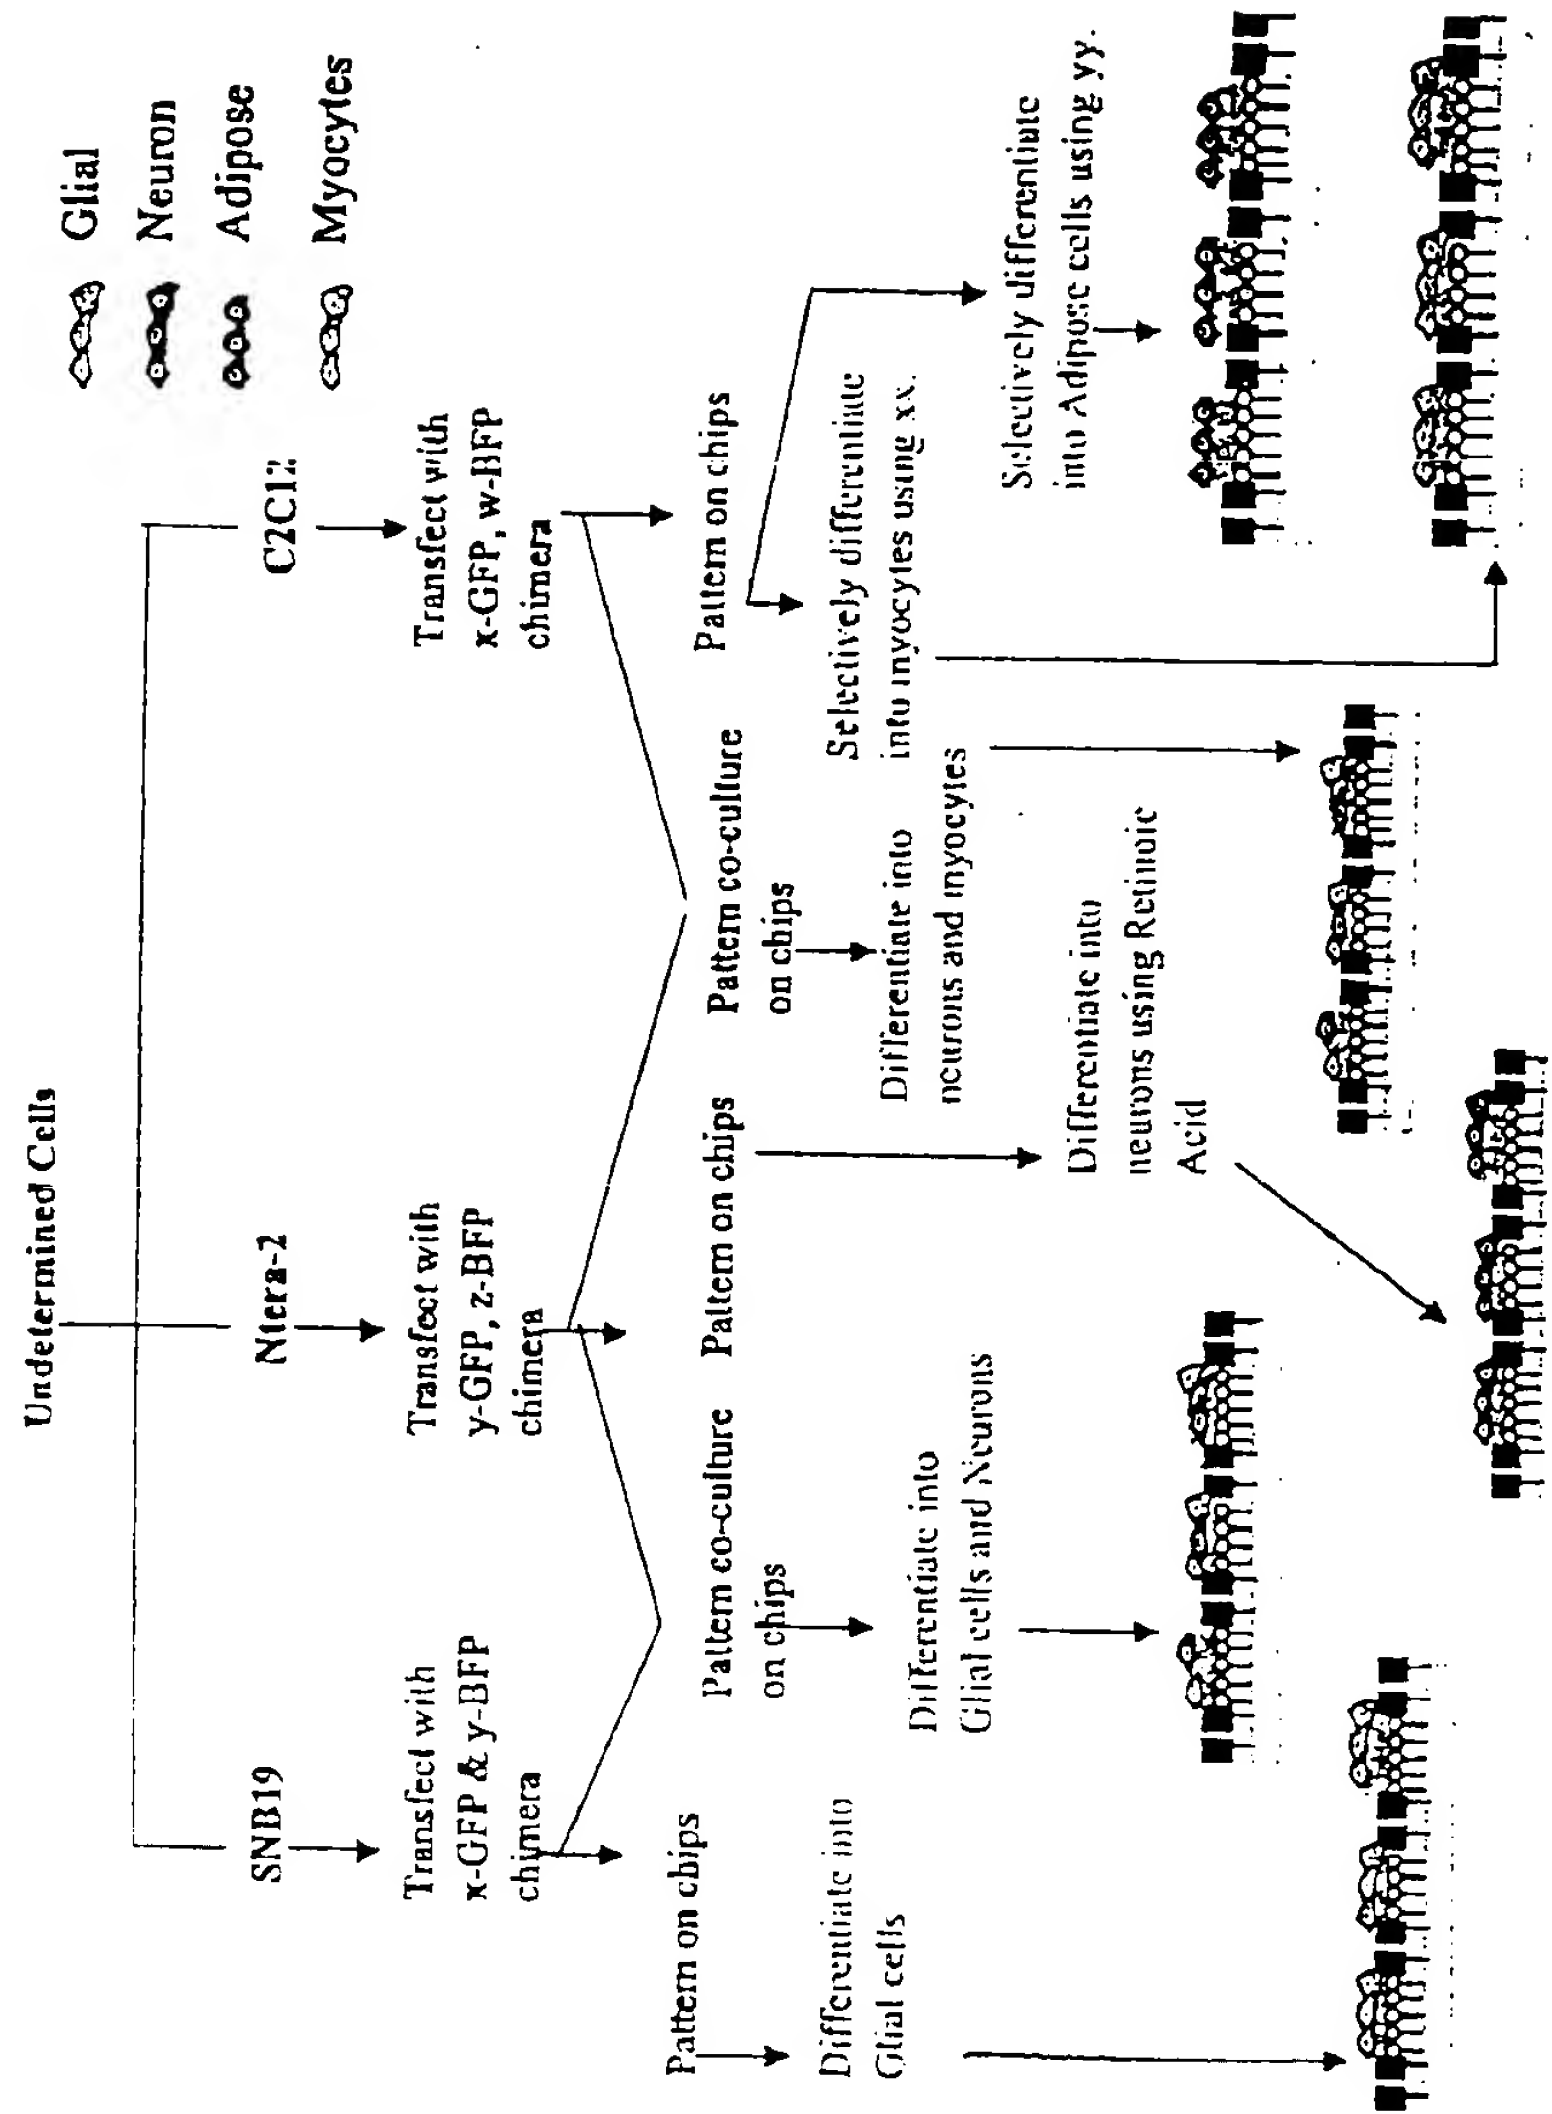 Undetermined Cells
Glial
Neuron
Adipose
Myocytes
SNB19
Ntera-2
C2C12
Transfect with
x-GFP & y-BFP
chimera
Transfect with
y-GFP, z-BFP
chimera
Transfect with
x-GFP, w-BFP
chimera
Pattern on chips
Pattern co-culture
on chips
Pattern on chips
Pattern co-culture
on chips
Pattern on chips
Differentiate into
Glial cells
Differentiate into
Glial cells and Neurons
Differentiate into
neurons using Retinoic
Acid
Differentiate into
neurons and myocytes
Selectively differentiate
into myocytes using xx.
Selectively differentiate
into Adipose cells using yy.